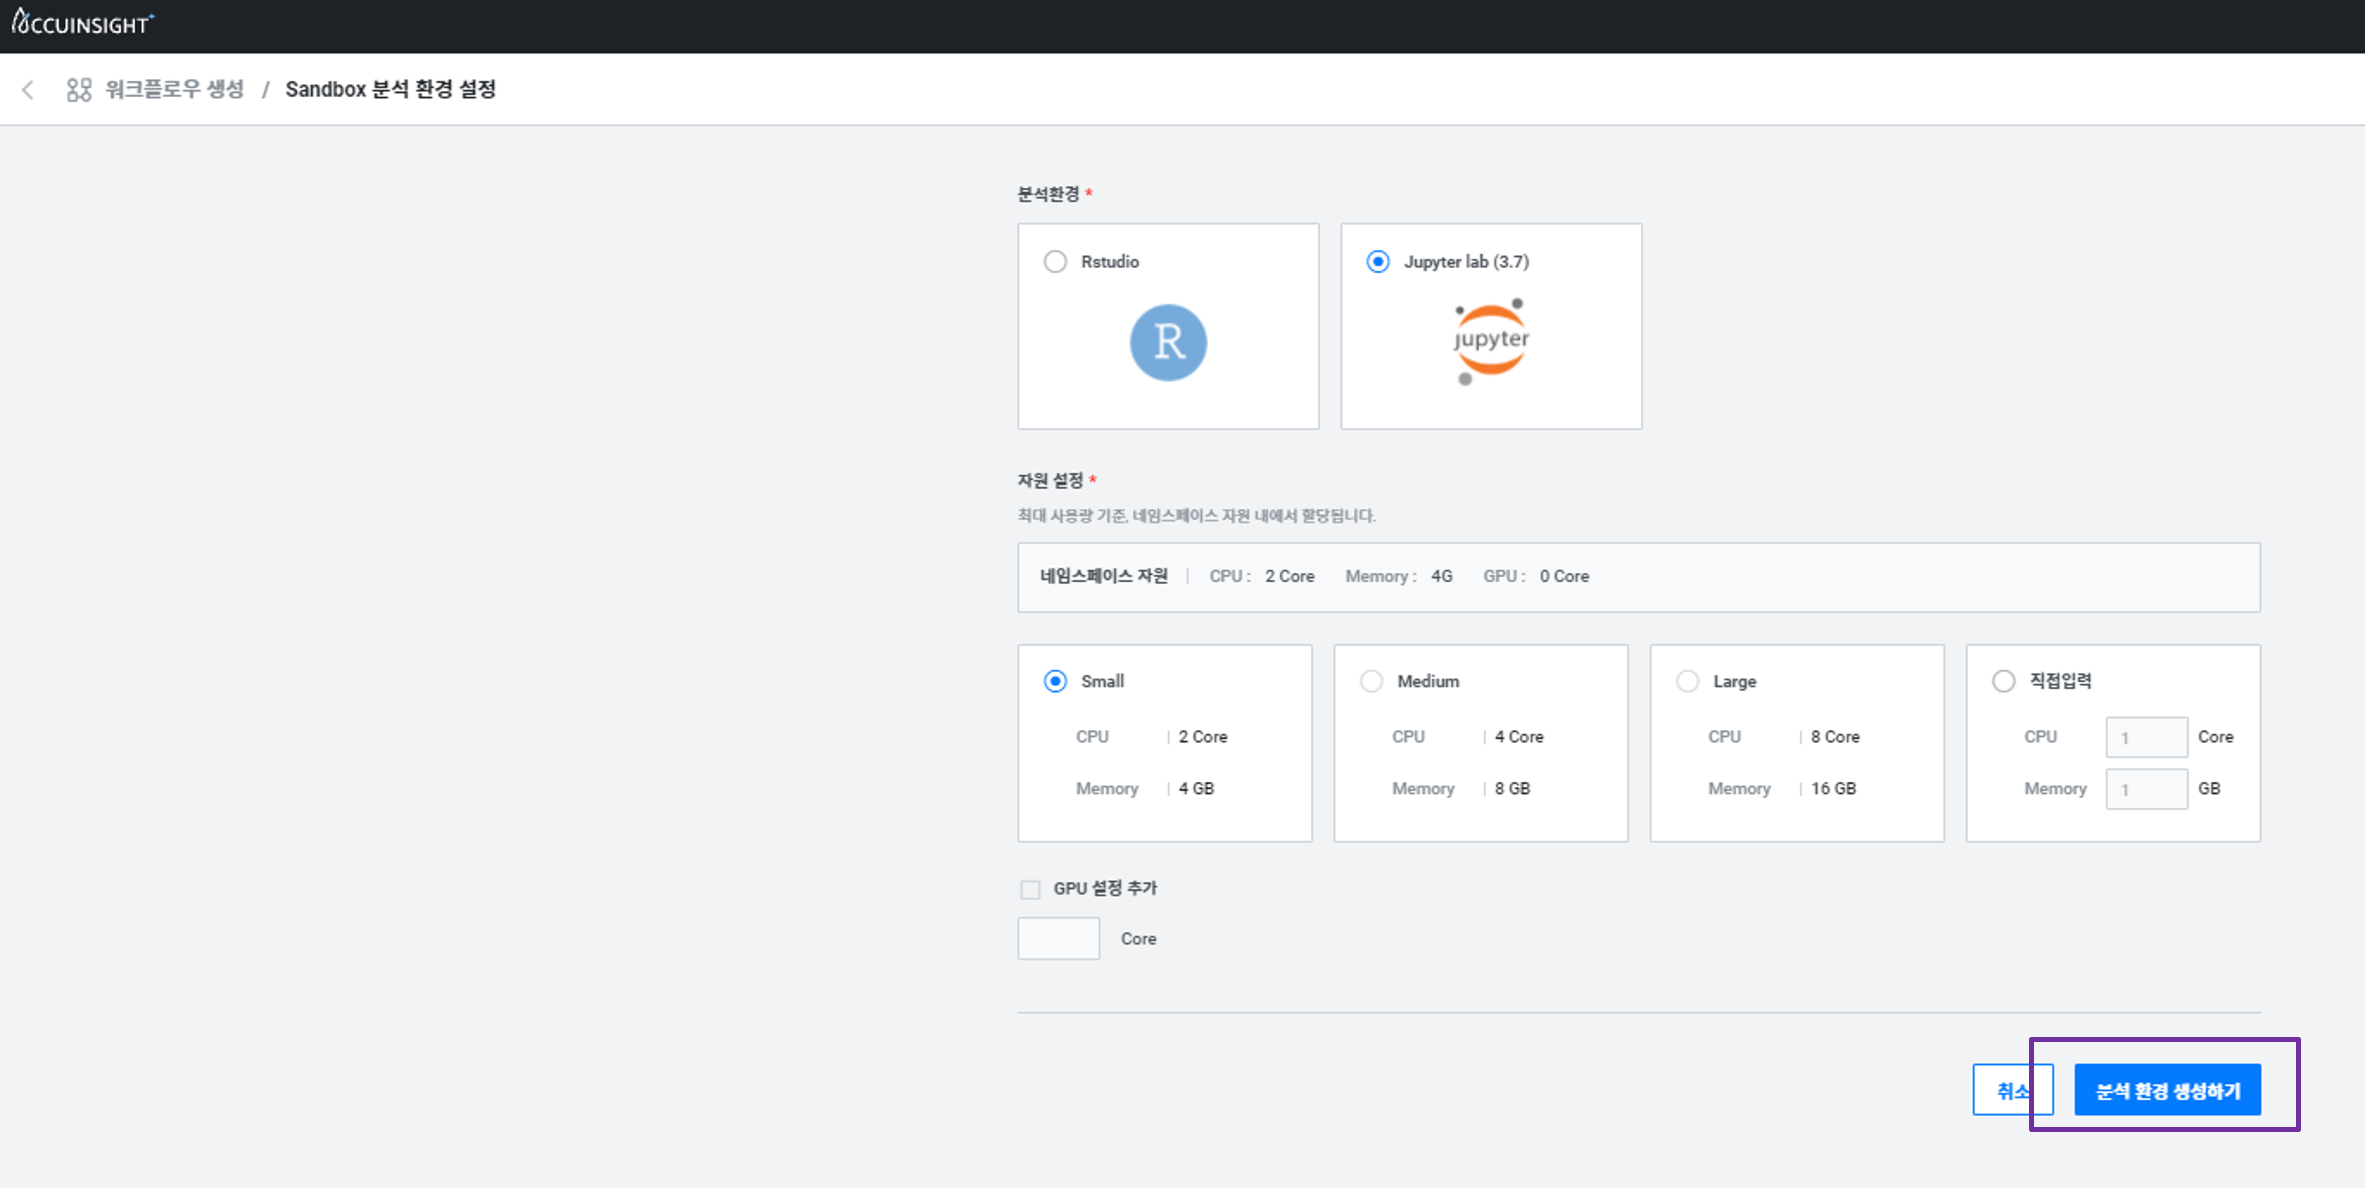 ACCUINSIGHT+
워크플로우 생성 / Sandbox 분석 환경 설정
분석환경 *
Rstudio
Jupyter lab (3.7)
R
jupyter
자원 설정 *
최대 사용량 기준, 네임스페이스 자원 내에서 할당됩니다.
네임스페이스 자원 | CPU : 2 Core Memory : 4G GPU : 0 Core
Small
CPU | 2 Core
Memory | 4 GB
Medium
CPU | 4 Core
Memory | 8 GB
Large
CPU | 8 Core
Memory | 16 GB
직접입력
CPU 1 Core
Memory 1 GB
GPU 설정 추가
Core
취소
분석 환경 생성하기